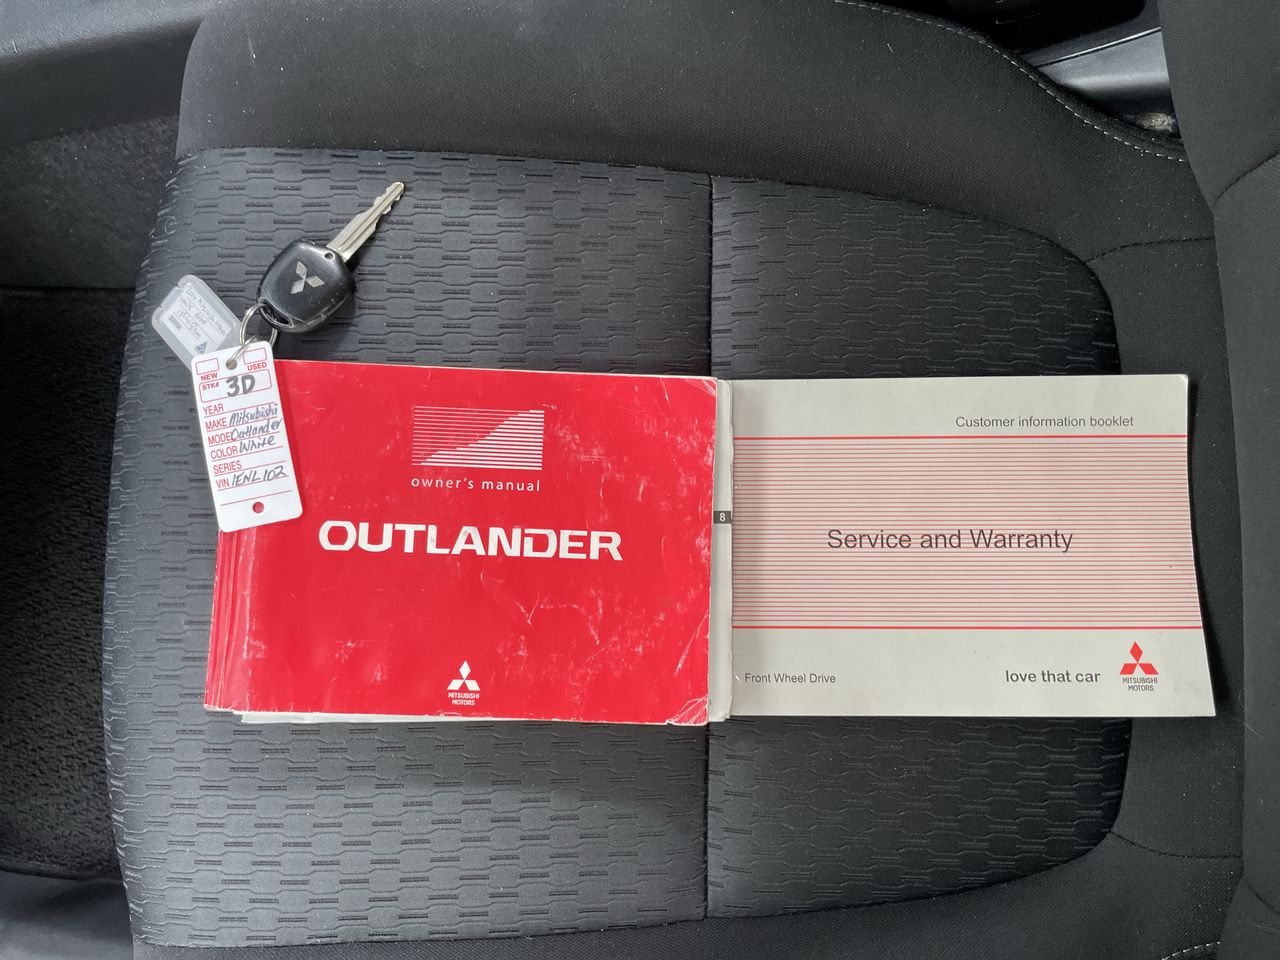 NEW USED
STK# 3D
YEAR
MAKE Mitsubishi
MODEL Outlander
COLOR White
SERIES
VIN 1ENL102
owner's manual
OUTLANDER
MITSUBISHI
MOTORS
8
Customer information booklet
Service and Warranty
Front Wheel Drive
love that car
MITSUBISHI
MOTORS